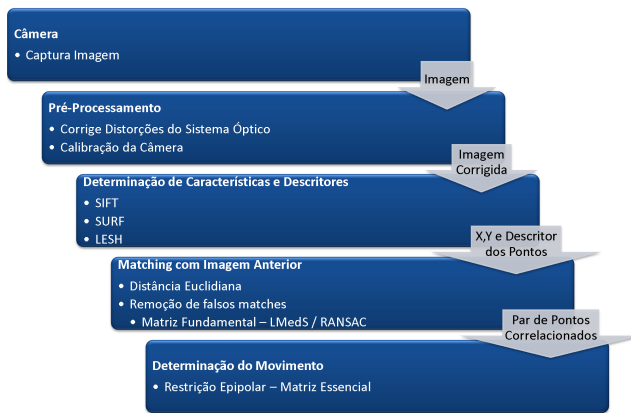 Câmera
• Captura Imagem
Imagem
Pré-Processamento
• Corrige Distorções do Sistema Óptico
• Calibração da Câmera
Imagem
Corrigida
Determinação de Características e Descritores
• SIFT
• SURF
• LESH
X,Y e Descritor
dos Pontos
Matching com Imagem Anterior
• Distância Euclidiana
• Remoção de falsos matches
• Matriz Fundamental – LMedS / RANSAC
Par de Pontos
Correlacionados
Determinação do Movimento
• Restrição Epipolar – Matriz Essencial